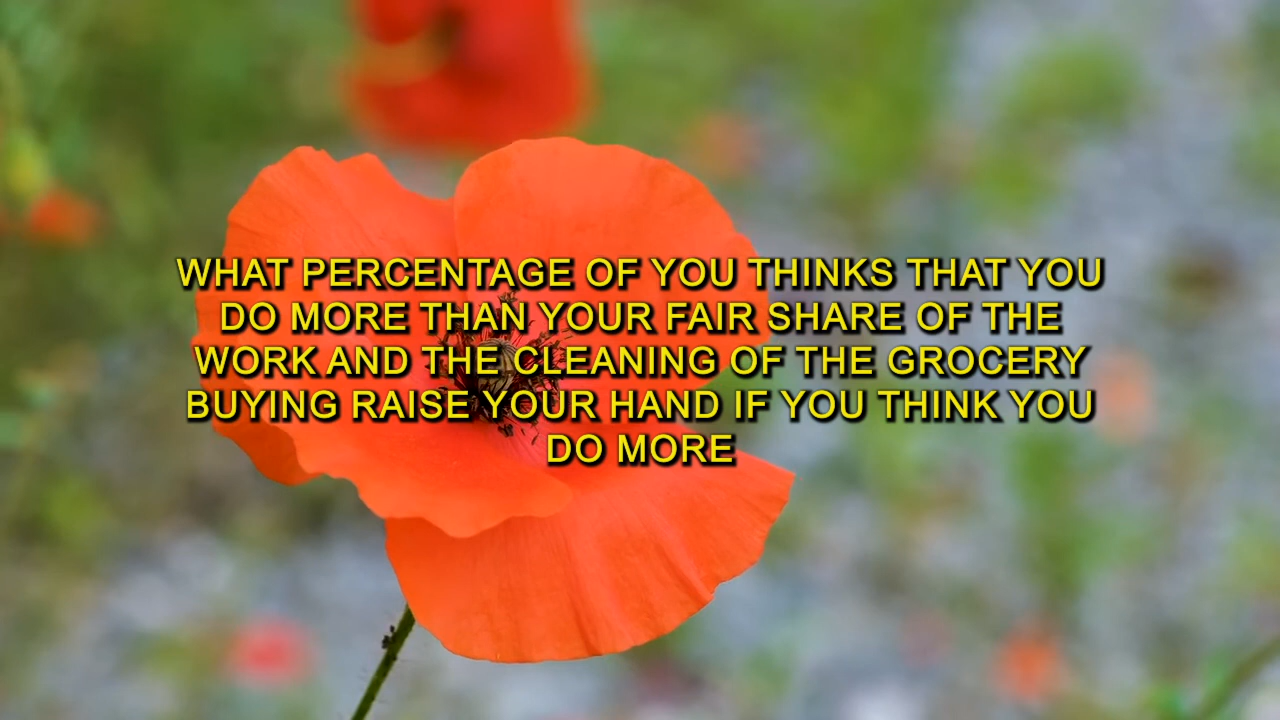 WHAT PERCENTAGE OF YOU THINKS THAT YOU
DO MORE THAN YOUR FAIR SHARE OF THE
WORK AND THE CLEANING OF THE GROCERY
BUYING RAISE YOUR HAND IF YOU THINK YOU
DO MORE